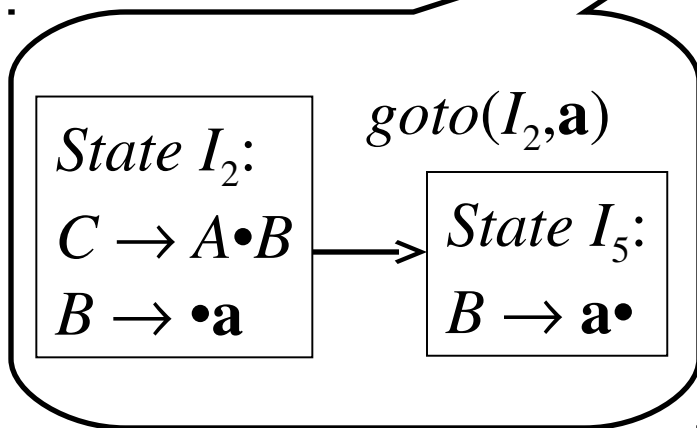 goto(I₂,a)
State I₂:
C → A•B
B → •a
State I₅:
B → a•